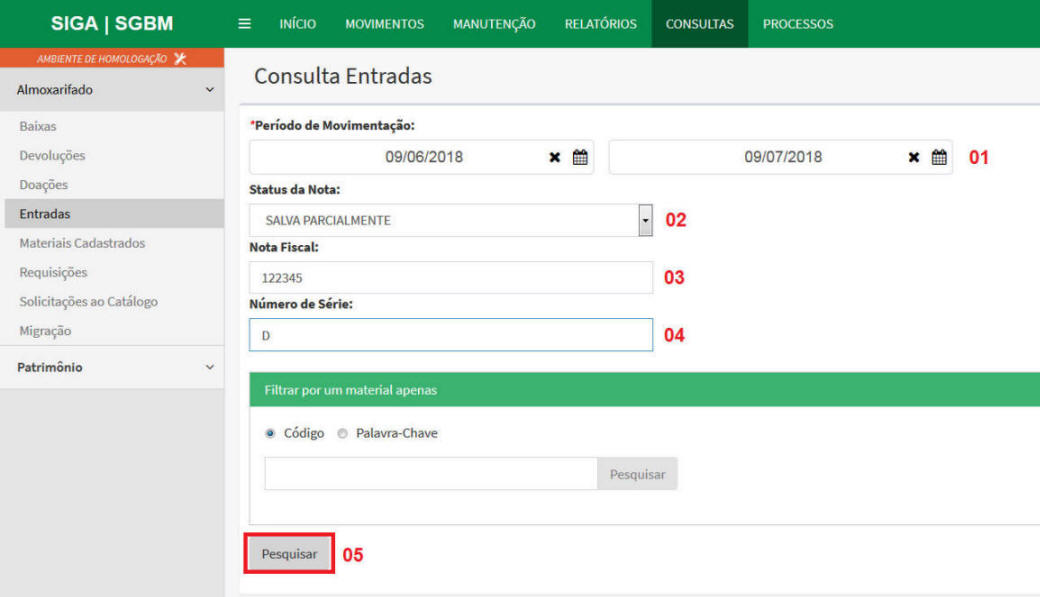 SIGA | SGBM
INÍCIO MOVIMENTOS MANUTENÇÃO RELATÓRIOS CONSULTAS PROCESSOS
AMBIENTE DE HOMOLOGAÇÃO
Almoxarifado
Baixas
Devoluções
Doações
Entradas
Materiais Cadastrados
Requisições
Solicitações ao Catálogo
Migração
Patrimônio
Consulta Entradas
*Período de Movimentação:
09/06/2018 09/07/2018 01
Status da Nota:
SALVA PARCIALMENTE 02
Nota Fiscal:
122345 03
Número de Série:
D 04
Filtrar por um material apenas
Código Palavra-Chave
Pesquisar
Pesquisar 05